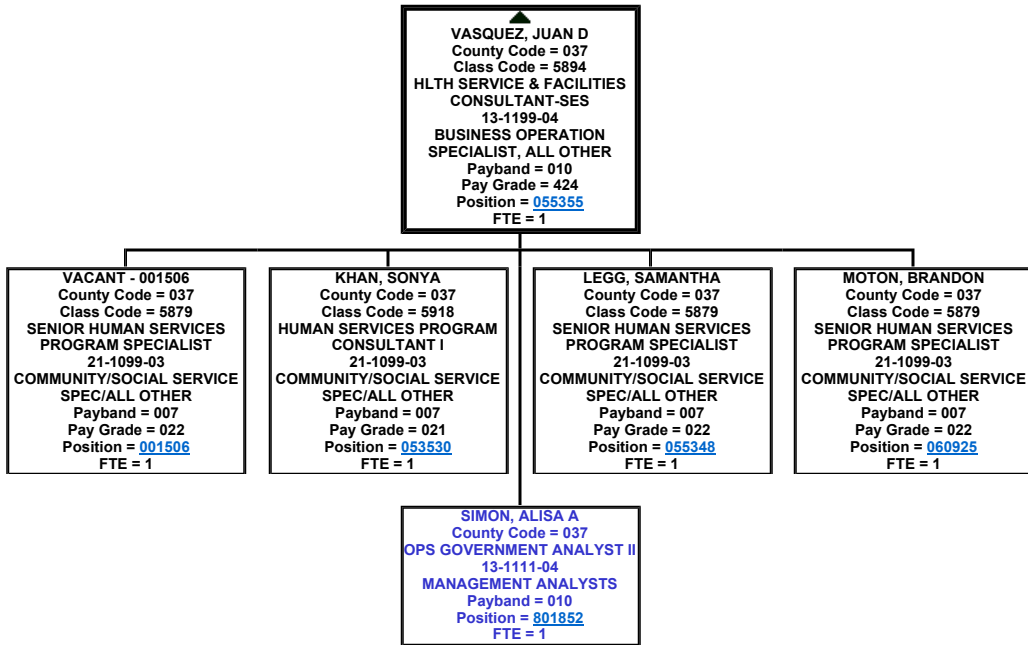 VASQUEZ, JUAN D
County Code = 037
Class Code = 5894
HLTH SERVICE & FACILITIES
CONSULTANT-SES
13-1199-04
BUSINESS OPERATION
SPECIALIST, ALL OTHER
Payband = 010
Pay Grade = 424
Position = 055355
FTE = 1
VACANT - 001506
County Code = 037
Class Code = 5879
SENIOR HUMAN SERVICES
PROGRAM SPECIALIST
21-1099-03
COMMUNITY/SOCIAL SERVICE
SPEC/ALL OTHER
Payband = 007
Pay Grade = 022
Position = 001506
FTE = 1
KHAN, SONYA
County Code = 037
Class Code = 5918
HUMAN SERVICES PROGRAM
CONSULTANT I
21-1099-03
COMMUNITY/SOCIAL SERVICE
SPEC/ALL OTHER
Payband = 007
Pay Grade = 021
Position = 053530
FTE = 1
LEGG, SAMANTHA
County Code = 037
Class Code = 5879
SENIOR HUMAN SERVICES
PROGRAM SPECIALIST
21-1099-03
COMMUNITY/SOCIAL SERVICE
SPEC/ALL OTHER
Payband = 007
Pay Grade = 022
Position = 055348
FTE = 1
MOTON, BRANDON
County Code = 037
Class Code = 5879
SENIOR HUMAN SERVICES
PROGRAM SPECIALIST
21-1099-03
COMMUNITY/SOCIAL SERVICE
SPEC/ALL OTHER
Payband = 007
Pay Grade = 022
Position = 060925
FTE = 1
SIMON, ALISA A
County Code = 037
OPS GOVERNMENT ANALYST II
13-1111-04
MANAGEMENT ANALYSTS
Payband = 010
Position = 801852
FTE = 1